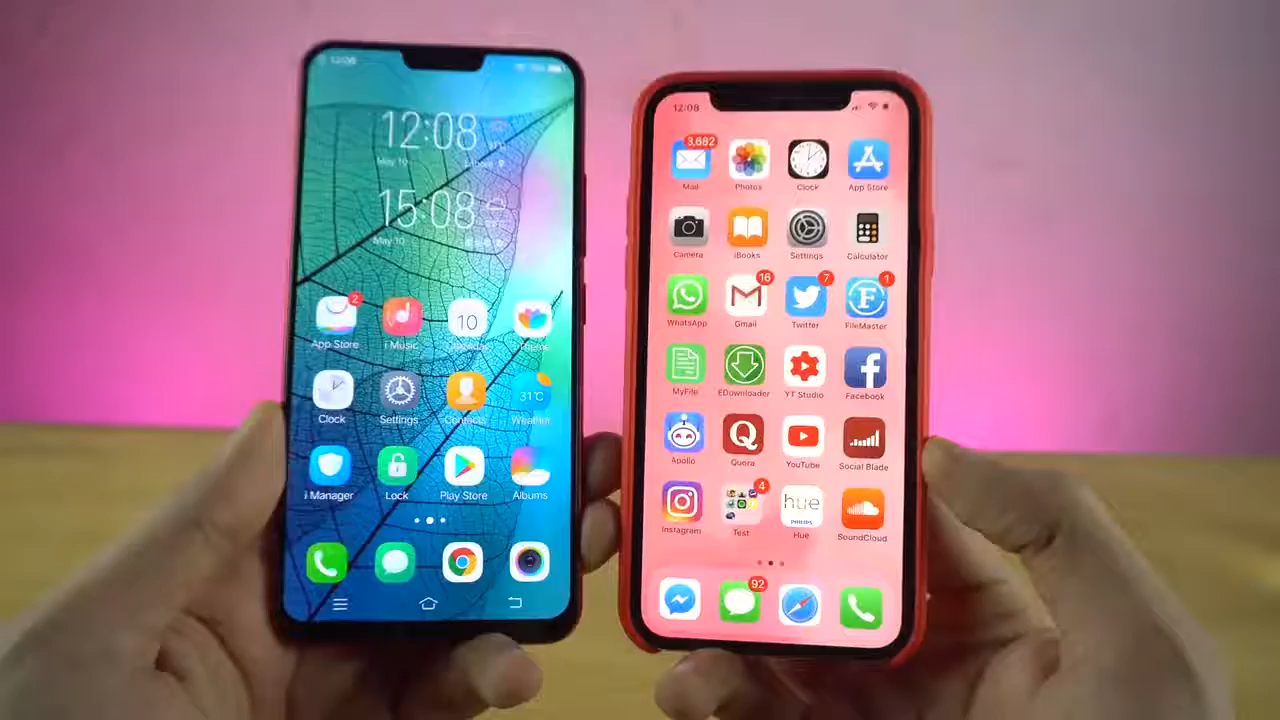 12:08
12:08
May 10
15:08
May 10
2
10
App Store
i Music
Calendar
Theme
31°C
Clock
Settings
Contacts
Weather
i Manager
Lock
Play Store
Albums
12:08
3,682
Mail
Photos
Clock
App Store
Camera
iBooks
Settings
Calculator
16
7
1
F
WhatsApp
Gmail
Twitter
FileMaster
MyFile
EDownloader
YT Studio
Facebook
Q
Apollo
Quora
YouTube
Social Blade
4
hue
PHILIPS
Instagram
Test
Hue
SoundCloud
92